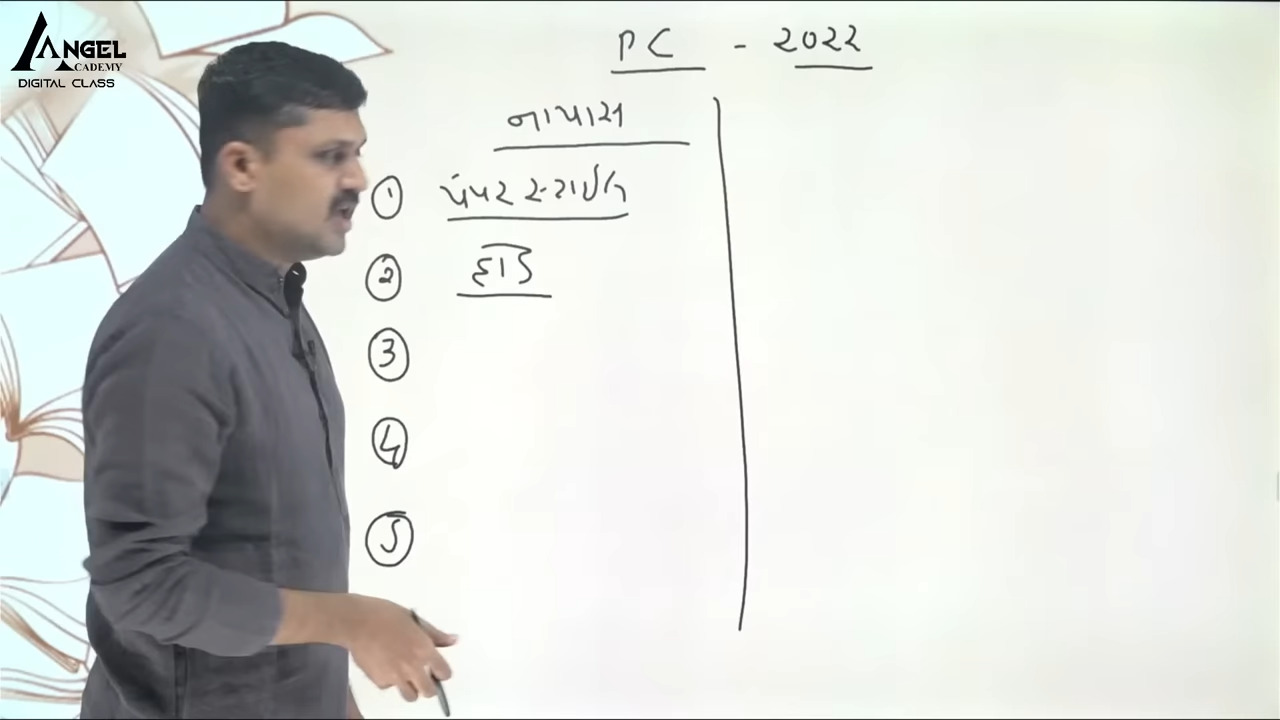 ANGEL
ACADEMY
DIGITAL CLASS
PC - 2022
નાપાસ
① પેપર સ્ટાઈલ
② હાર્ડ
③
④
⑤